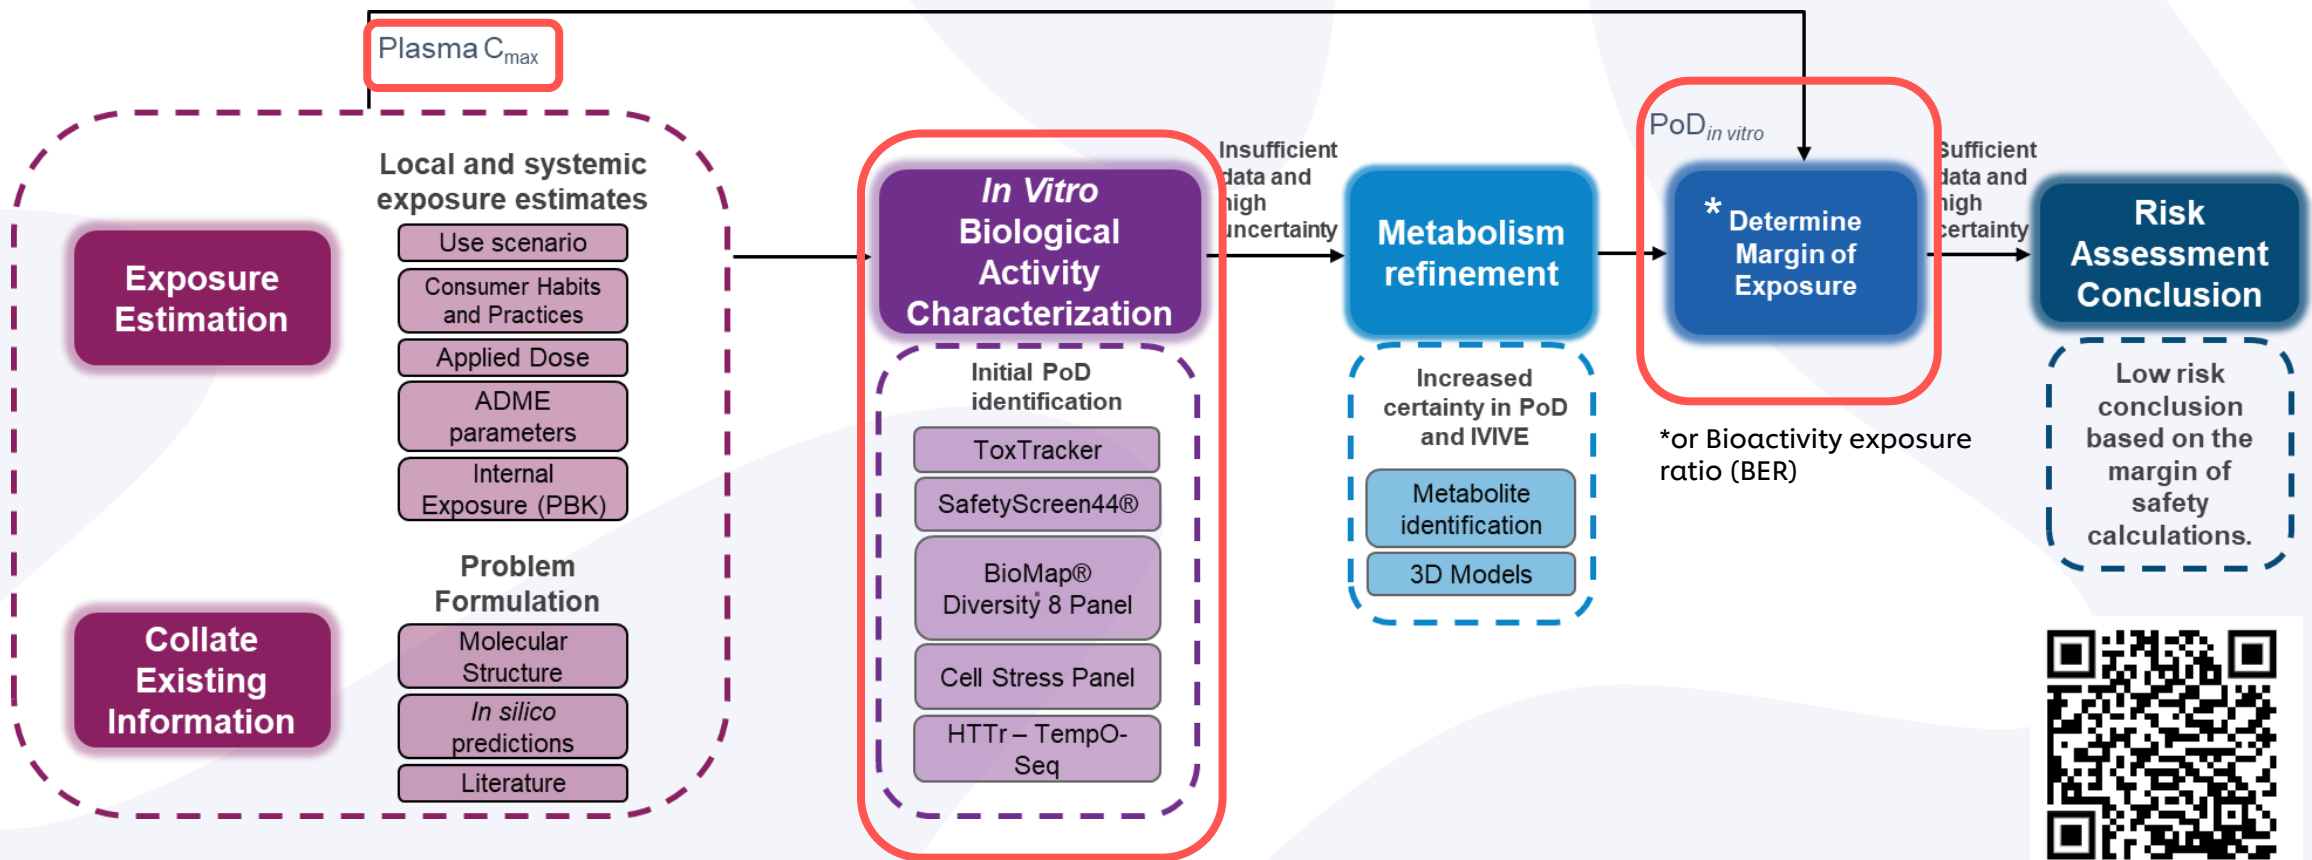 Plasma Cmax
Exposure
Estimation
Local and systemic
exposure estimates
Use scenario
Consumer Habits
and Practices
Applied Dose
ADME
parameters
Internal
Exposure (PBK)
Collate
Existing
Information
Problem
Formulation
Molecular
Structure
In silico
predictions
Literature
In Vitro
Biological
Activity
Characterization
Initial PoD
identification
ToxTracker
SafetyScreen44®
BioMap®
Diversity 8 Panel
Cell Stress Panel
HTTr – TempO-
Seq
Insufficient
data and
high
uncertainty
Metabolism
refinement
Increased
certainty in PoD
and IVIVE
Metabolite
identification
3D Models
PoDin vitro
* Determine
Margin of
Exposure
*or Bioactivity exposure
ratio (BER)
Sufficient
data and
high
certainty
Risk
Assessment
Conclusion
Low risk
conclusion
based on the
margin of
safety
calculations.